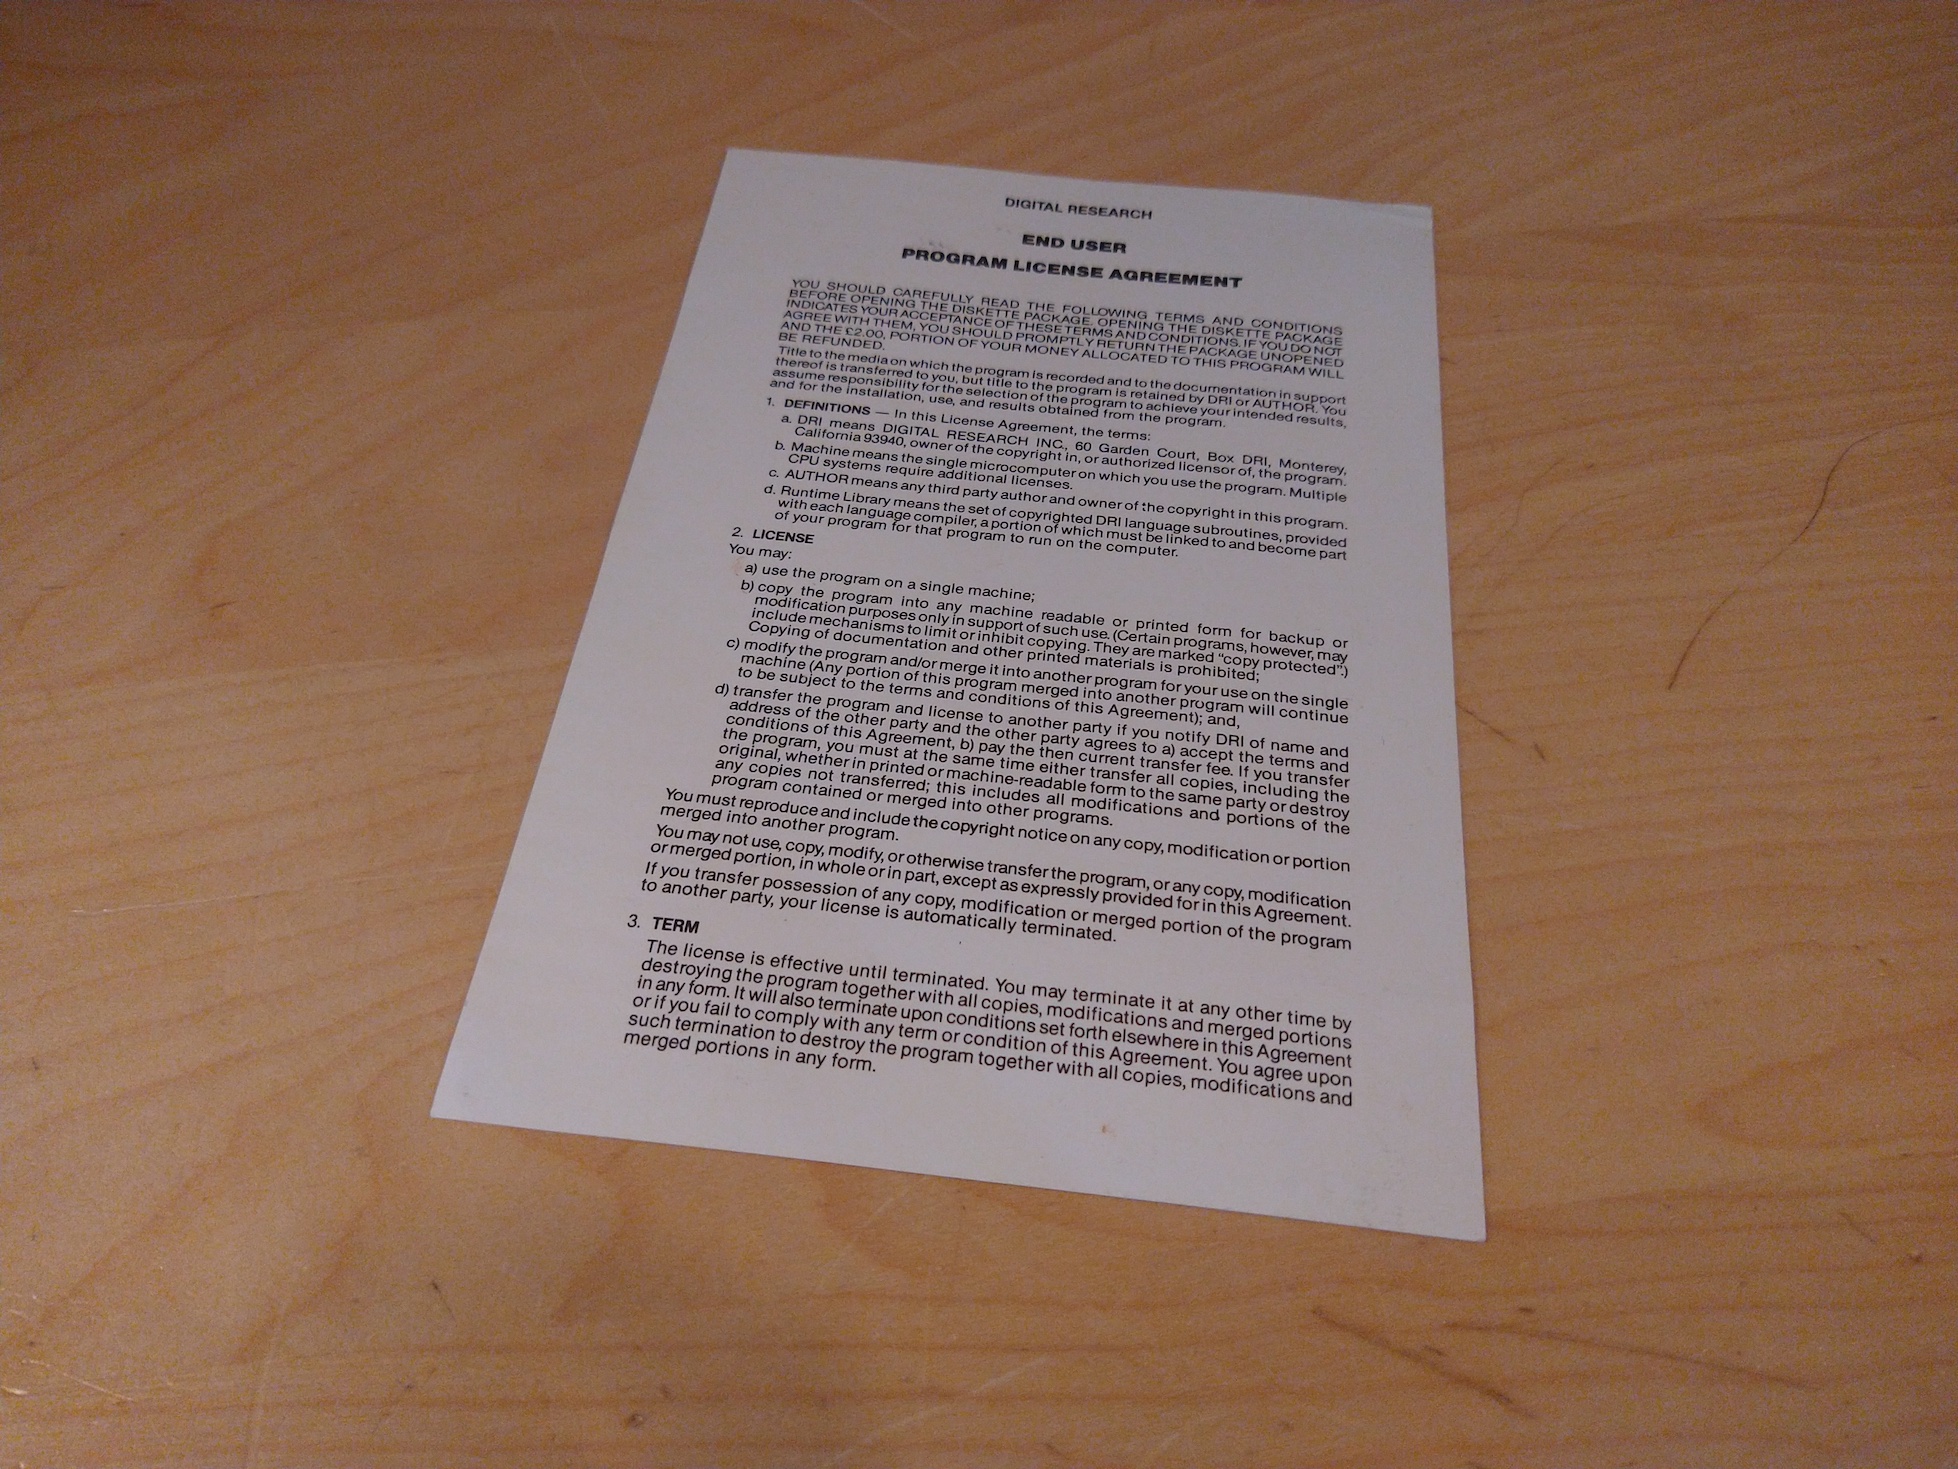 DIGITAL RESEARCH
END USER
PROGRAM LICENSE AGREEMENT
YOU SHOULD CAREFULLY READ THE FOLLOWING TERMS AND CONDITIONS
BEFORE OPENING THE DISKETTE PACKAGE. OPENING THE DISKETTE PACKAGE
INDICATES YOUR ACCEPTANCE OF THESE TERMS AND CONDITIONS. IF YOU DO NOT
AGREE WITH THEM, YOU SHOULD PROMPTLY RETURN THE PACKAGE UNOPENED
AND THE £2.00, PORTION OF YOUR MONEY ALLOCATED TO THIS PROGRAM WILL
BE REFUNDED.
Title to the media on which the program is recorded and to the documentation in support
thereof is transferred to you, but title to the program is retained by DRI or AUTHOR. You
assume responsibility for the selection of the program to achieve your intended results,
and for the installation, use, and results obtained from the program.
1. DEFINITIONS — In this License Agreement, the terms:
a. DRI means DIGITAL RESEARCH INC., 60 Garden Court, Box DRI, Monterey,
California 93940, owner of the copyright in, or authorized licensor of, the program.
b. Machine means the single microcomputer on which you use the program. Multiple
CPU systems require additional licenses.
c. AUTHOR means any third party author and owner of the copyright in this program.
d. Runtime Library means the set of copyrighted DRI language subroutines, provided
with each language compiler, a portion of which must be linked to and become part
of your program for that program to run on the computer.
2. LICENSE
You may:
a) use the program on a single machine;
b) copy the program into any machine readable or printed form for backup or
modification purposes only in support of such use. (Certain programs, however, may
include mechanisms to limit or inhibit copying. They are marked “copy protected”.)
Copying of documentation and other printed materials is prohibited;
c) modify the program and/or merge it into another program for your use on the single
machine (Any portion of this program merged into another program will continue
to be subject to the terms and conditions of this Agreement); and,
d) transfer the program and license to another party if you notify DRI of name and
address of the other party and the other party agrees to a) accept the terms and
conditions of this Agreement, b) pay the then current transfer fee. If you transfer
the program, you must at the same time either transfer all copies, including the
original, whether in printed or machine-readable form to the same party or destroy
any copies not transferred; this includes all modifications and portions of the
program contained or merged into other programs.
You must reproduce and include the copyright notice on any copy, modification or portion
merged into another program.
You may not use, copy, modify, or otherwise transfer the program, or any copy, modification
or merged portion, in whole or in part, except as expressly provided for in this Agreement.
If you transfer possession of any copy, modification or merged portion of the program
to another party, your license is automatically terminated.
3. TERM
The license is effective until terminated. You may terminate it at any other time by
destroying the program together with all copies, modifications and merged portions
in any form. It will also terminate upon conditions set forth elsewhere in this Agreement
or if you fail to comply with any term or condition of this Agreement. You agree upon
such termination to destroy the program together with all copies, modifications and
merged portions in any form.